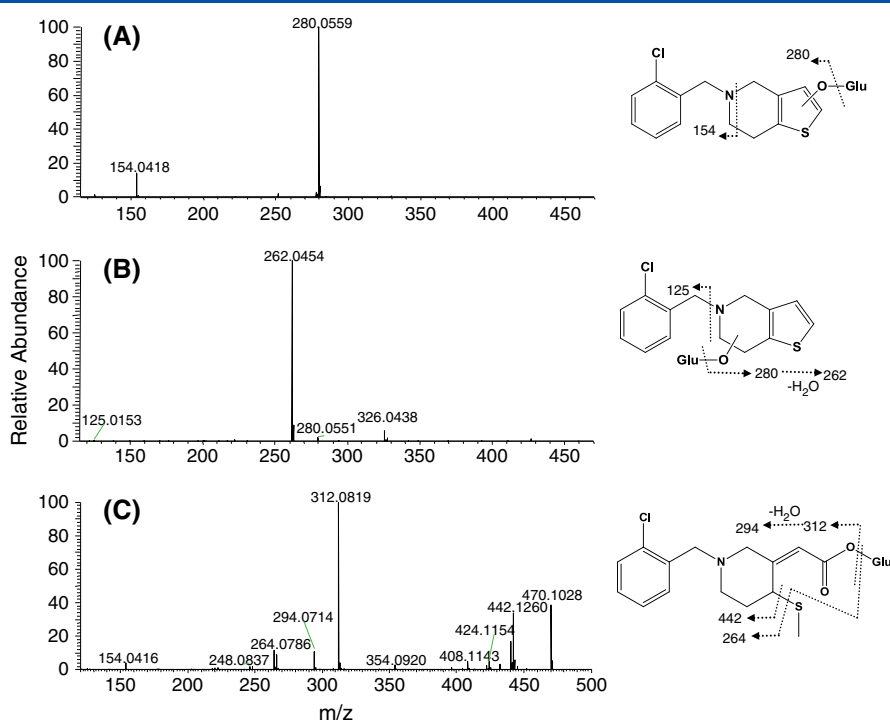 (A)
100
80
60
40
20
0
280.0559
154.0418
150 200 250 300 350 400 450
Cl
N
S
O
Glu
280
154
Relative Abundance
(B)
100
80
60
40
20
0
262.0454
125.0153
280.0551
326.0438
150 200 250 300 350 400 450
Cl
125
N
S
Glu
O
280
262
-H2O
(C)
100
80
60
40
20
0
312.0819
470.1028
442.1260
294.0714
424.1154
264.0786
154.0416
248.0837
354.0920
408.1143
150 200 250 300 350 400 450 500
m/z
-H2O
294
312
Cl
N
O
Glu
O
S
442
264